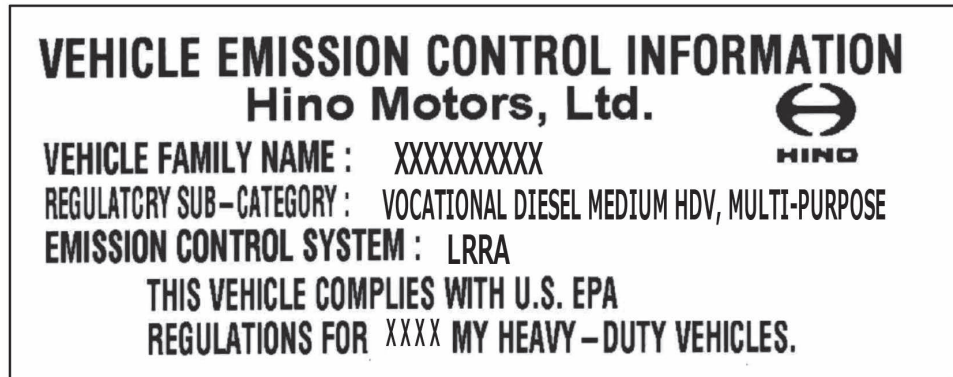 VEHICLE EMISSION CONTROL INFORMATION
Hino Motors, Ltd.
HINO
VEHICLE FAMILY NAME : XXXXXXXXXX
REGULATCRY SUB-CATEGORY : VOCATIONAL DIESEL MEDIUM HDV, MULTI-PURPOSE
EMISSION CONTROL SYSTEM : LRRA
THIS VEHICLE COMPLIES WITH U.S. EPA
REGULATIONS FOR XXXX MY HEAVY-DUTY VEHICLES.